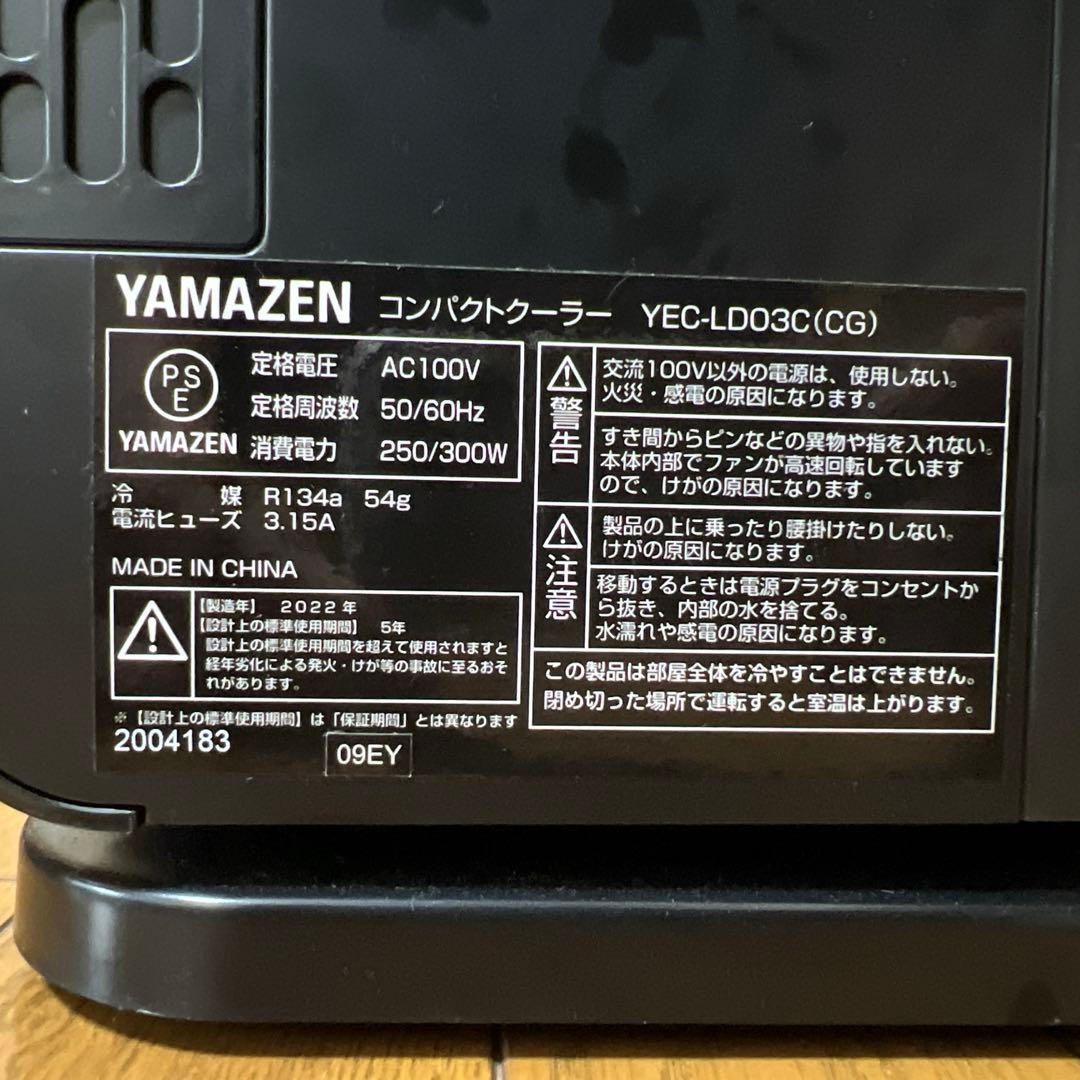 YAMAZEN コンパクトクーラー YEC-LD03C(CG)
PSE
YAMAZEN
定格電圧 AC100V
定格周波数 50/60Hz
消費電力 250/300W
冷媒 R134a 54g
電流ヒューズ 3.15A
MADE IN CHINA
【製造年】 2022年
【設計上の標準使用期間】 5年
設計上の標準使用期間を超えて使用されますと
経年劣化による発火・けが等の事故に至るおそ
れがあります。
※【設計上の標準使用期間】は「保証期間」とは異なります
2004183
09EY
警告
交流100V以外の電源は、使用しない。
火災・感電の原因になります。
すき間からピンなどの異物や指を入れない。
本体内部でファンが高速回転しています
ので、けがの原因になります。
注意
製品の上に乗ったり腰掛けたりしない。
けがの原因になります。
移動するときは電源プラグをコンセントか
ら抜き、内部の水を捨てる。
水濡れや感電の原因になります。
この製品は部屋全体を冷やすことはできません。
閉め切った場所で運転すると室温は上がります。